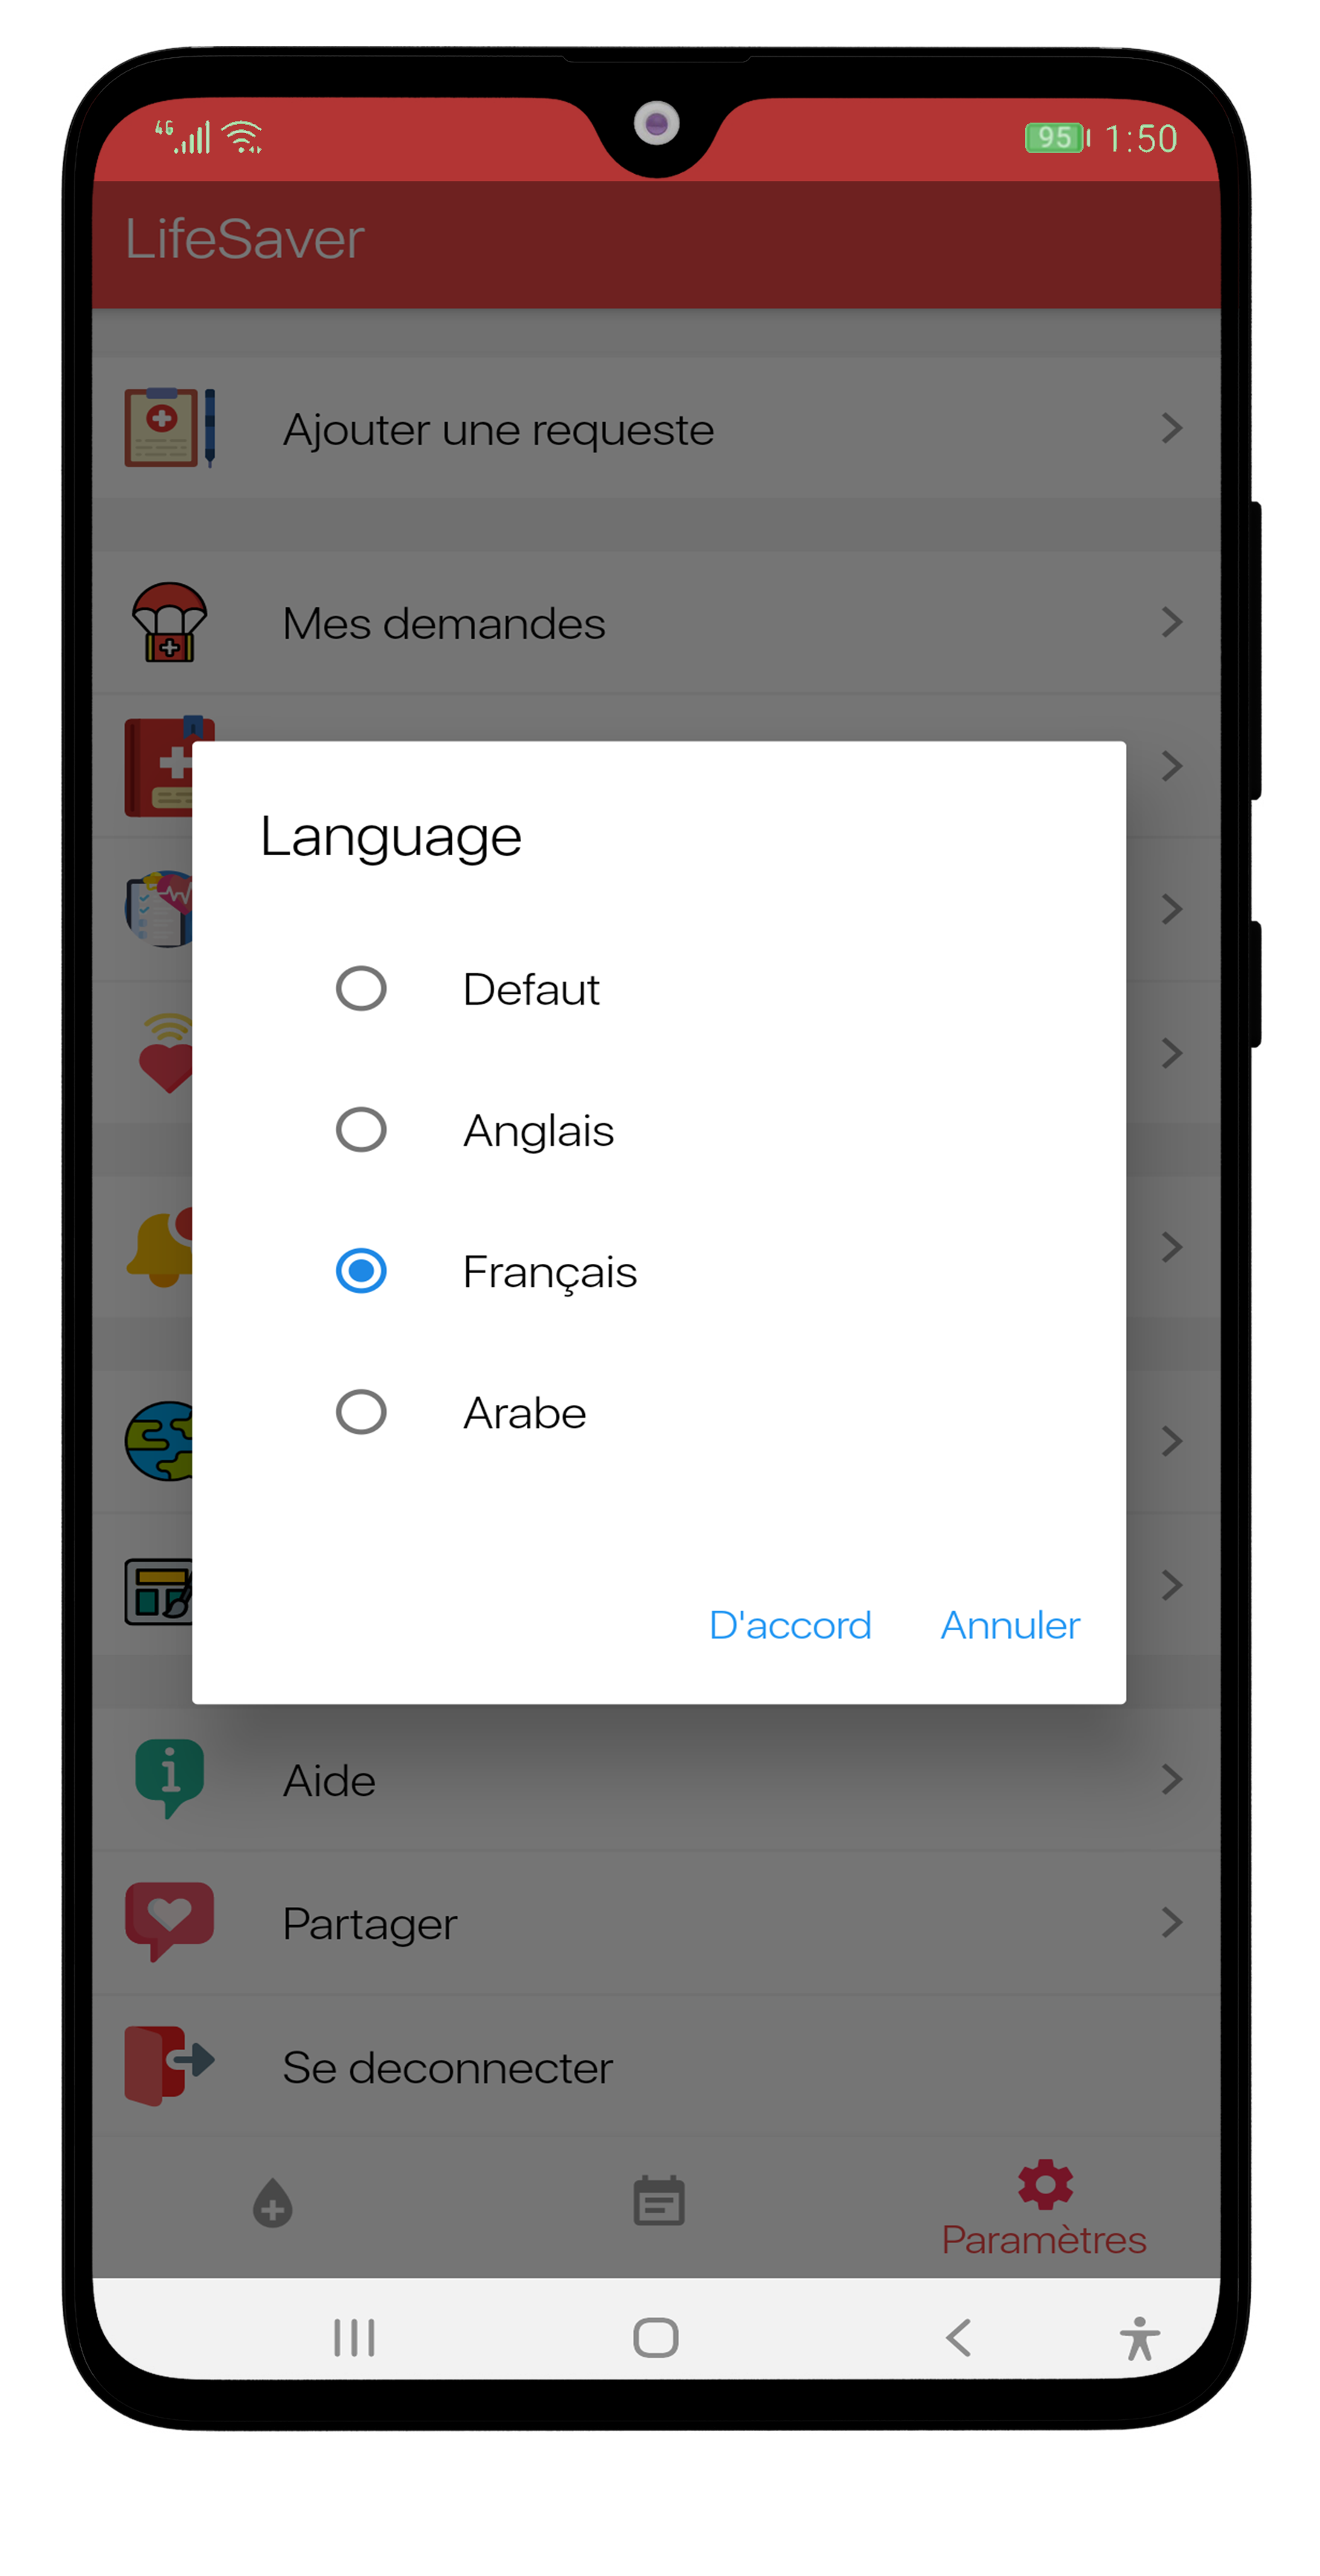 4G
95 1:50
LifeSaver
Ajouter une requeste
Mes demandes
Language
Defaut
Anglais
Français
Arabe
D'accord Annuler
Aide
Partager
Se deconnecter
Paramètres